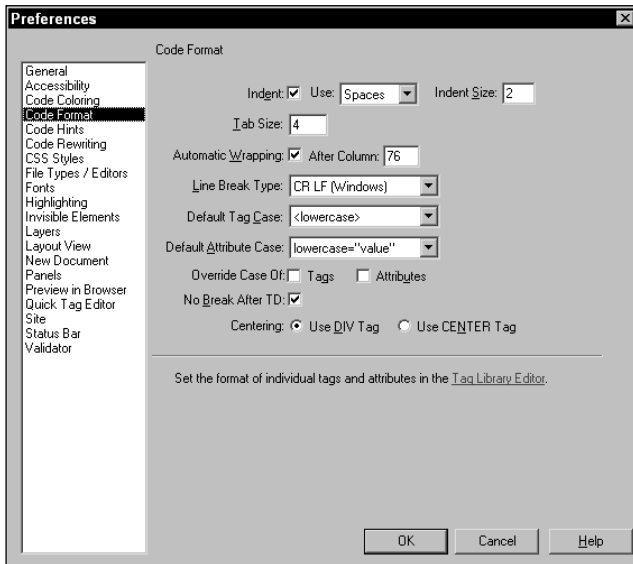 Preferences
General
Accessibility
Code Coloring
Code Format
Code Hints
Code Rewriting
CSS Styles
File Types / Editors
Fonts
Highlighting
Invisible Elements
Layers
Layout View
New Document
Panels
Preview in Browser
Quick Tag Editor
Site
Status Bar
Validator
Code Format
Indent: Use: Spaces Indent Size: 2
Tab Size: 4
Automatic Wrapping: After Column: 76
Line Break Type: CR LF (Windows)
Default Tag Case: <lowercase>
Default Attribute Case: lowercase="value"
Override Case Of: Tags Attributes
No Break After TD:
Centering: Use DIV Tag Use CENTER Tag
Set the format of individual tags and attributes in the Tag Library Editor.
OK Cancel Help